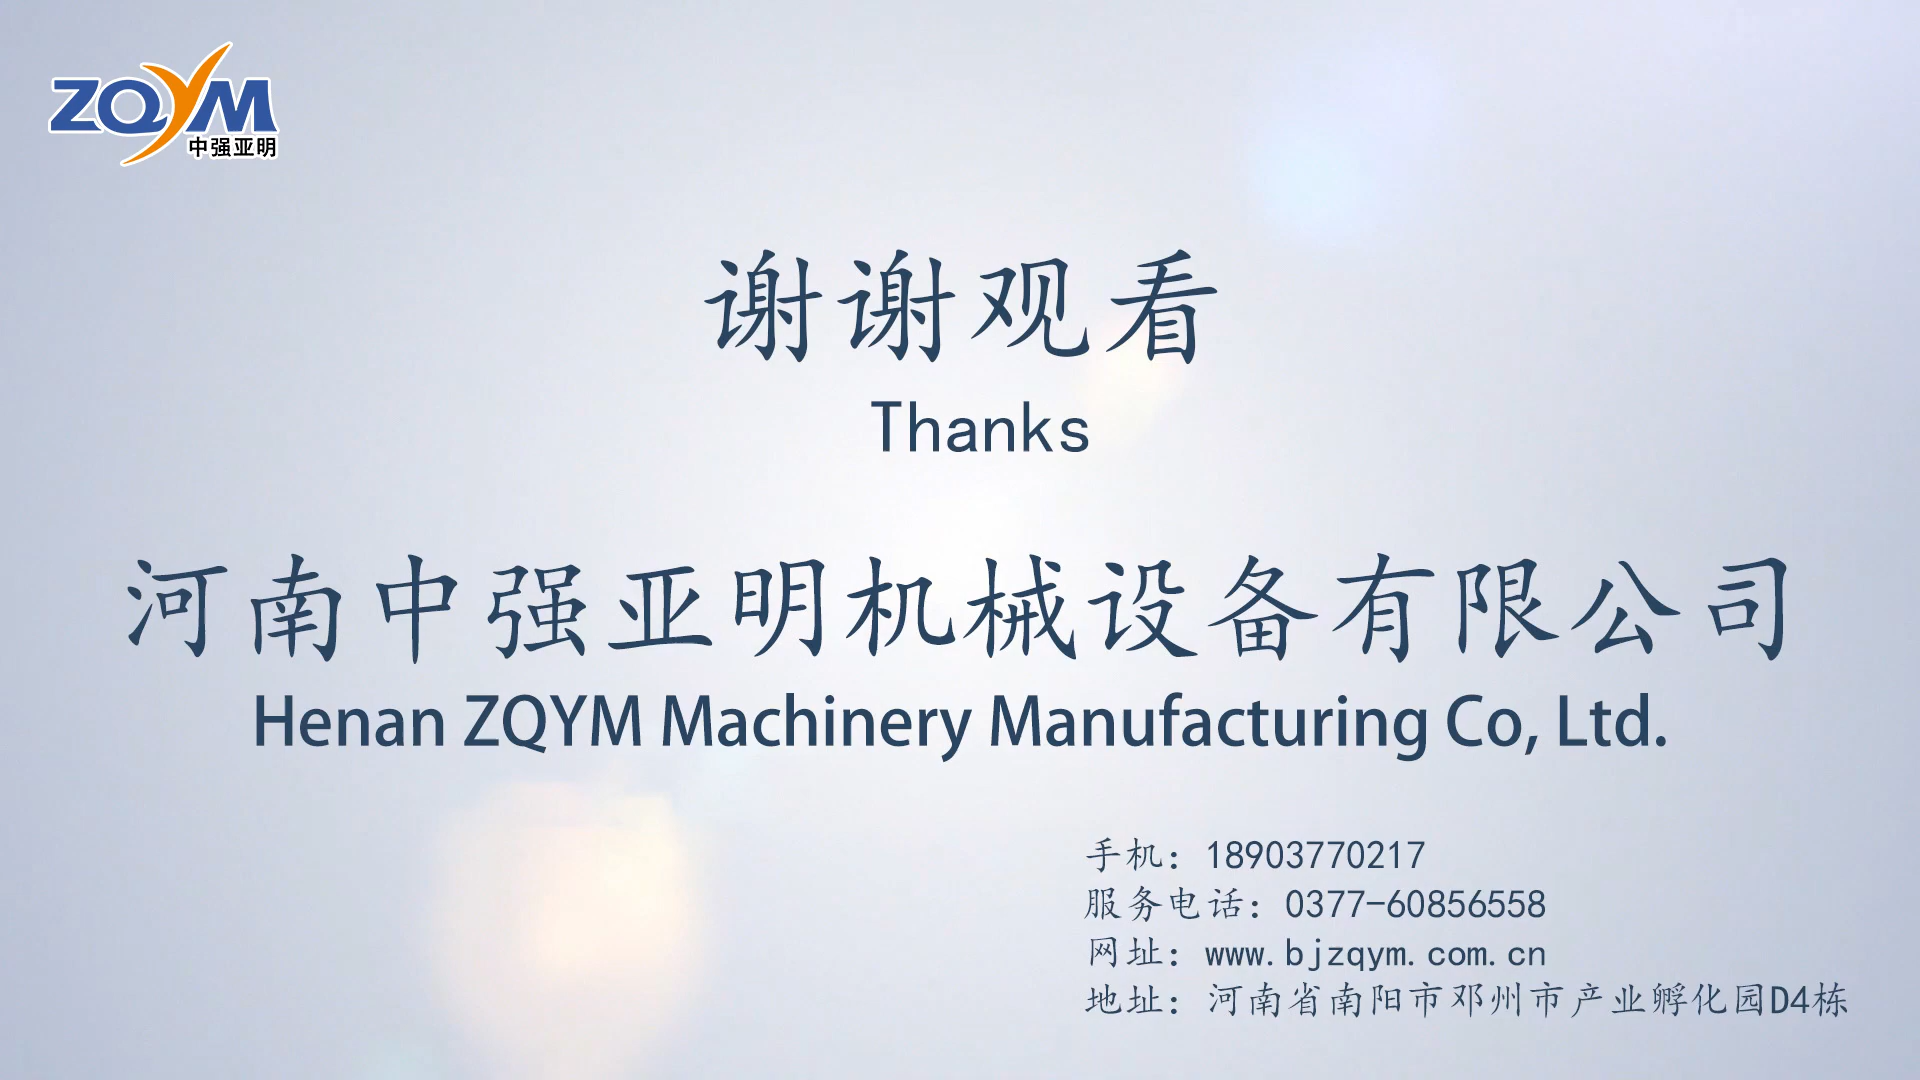 ZQYM
中强亚明
谢谢观看
Thanks
河南中强亚明机械设备有限公司
Henan ZQYM Machinery Manufacturing Co, Ltd.
手机：18903770217
服务电话：0377-60856558
网址：www.bjzqym.com.cn
地址：河南省南阳市邓州市产业孵化园D4栋